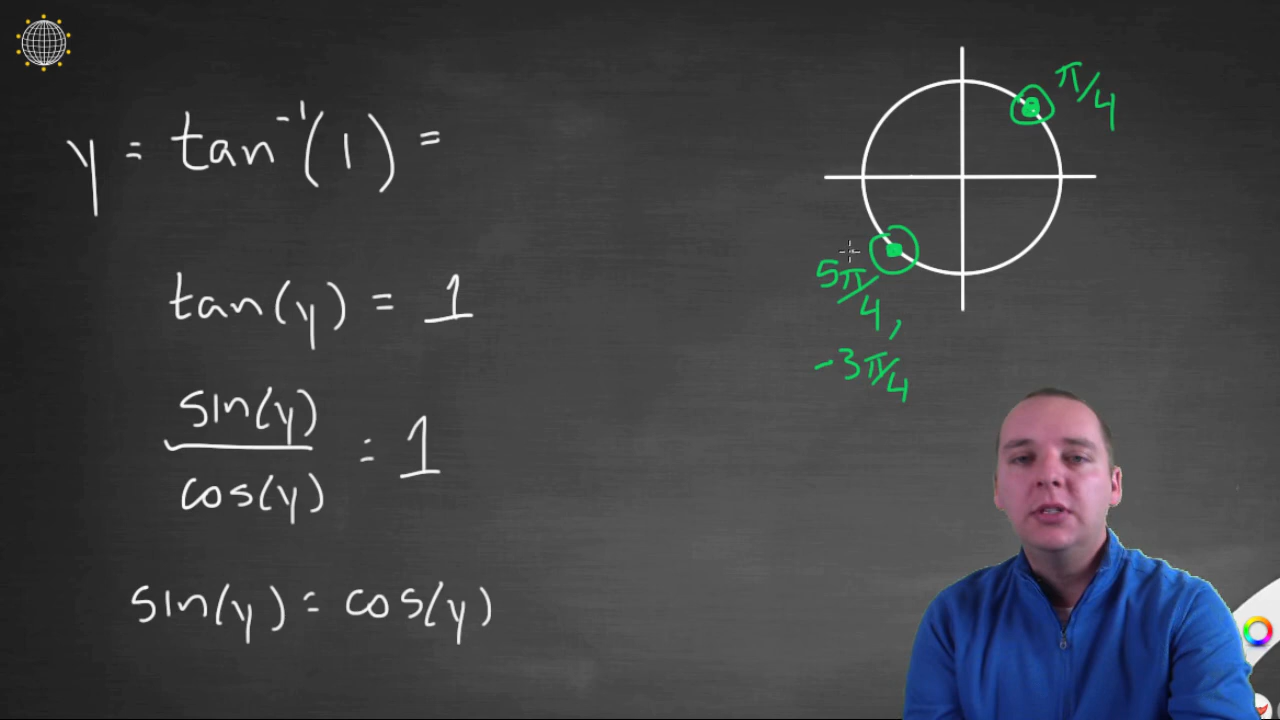 y = tan⁻¹(1) =
tan(y) = 1
sin(y)
cos(y)
= 1
sin(y) = cos(y)
π/4
5π/4,
-3π/4